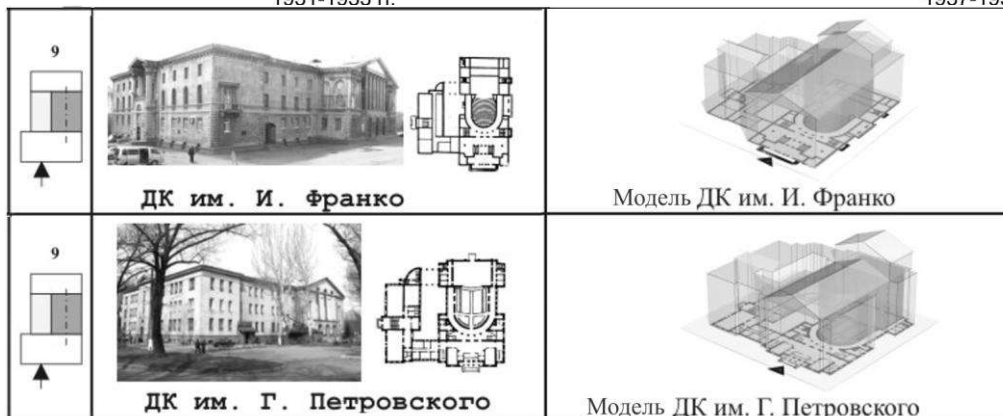 9
ДК им. И. Франко
Модель ДК им. И. Франко
9
ДК им. Г. Петровского
Модель ДК им. Г. Петровского